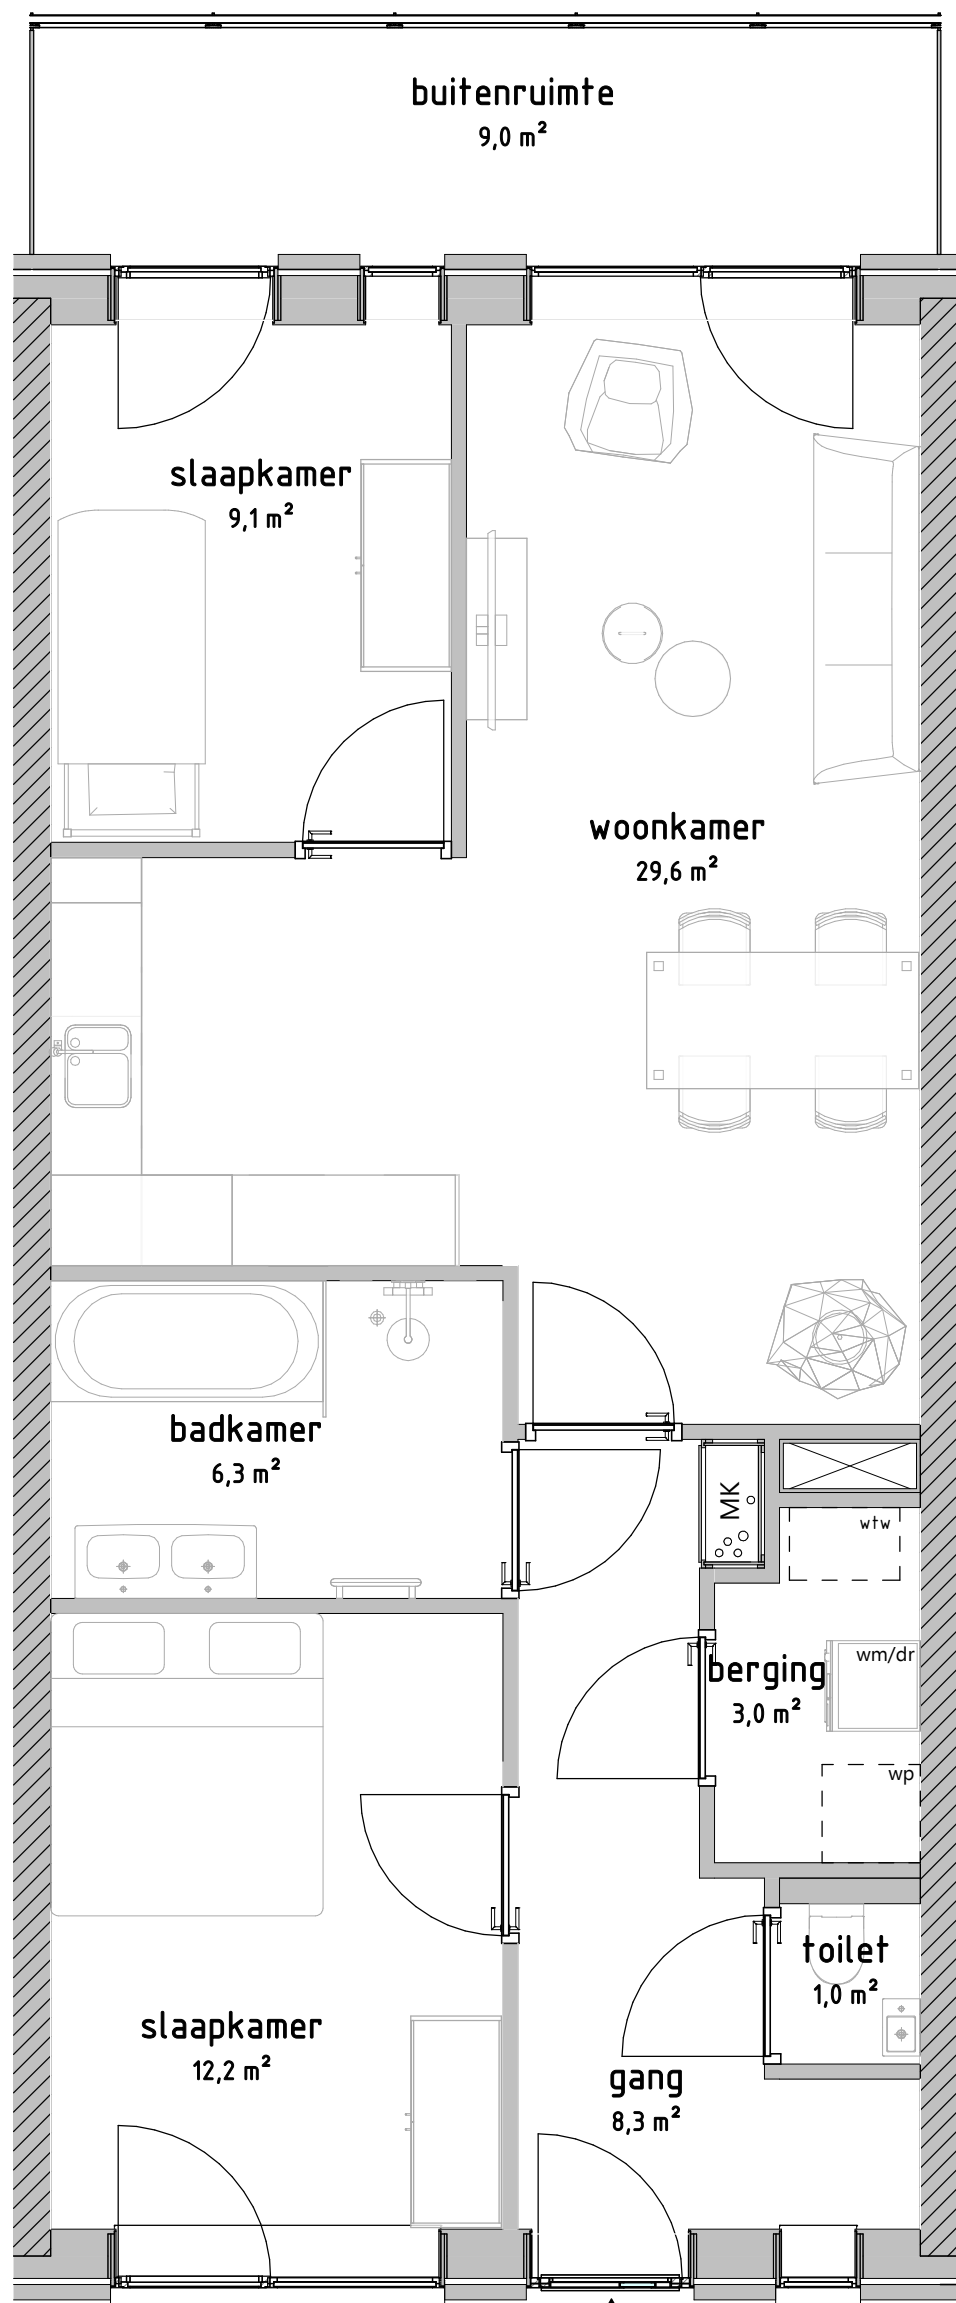 buitenruimte
9,0 m²
slaapkamer
9,1 m²
woonkamer
29,6 m²
badkamer
6,3 m²
MK
wtw
berging
3,0 m²
wm/dr
wp
toilet
1,0 m²
slaapkamer
12,2 m²
gang
8,3 m²